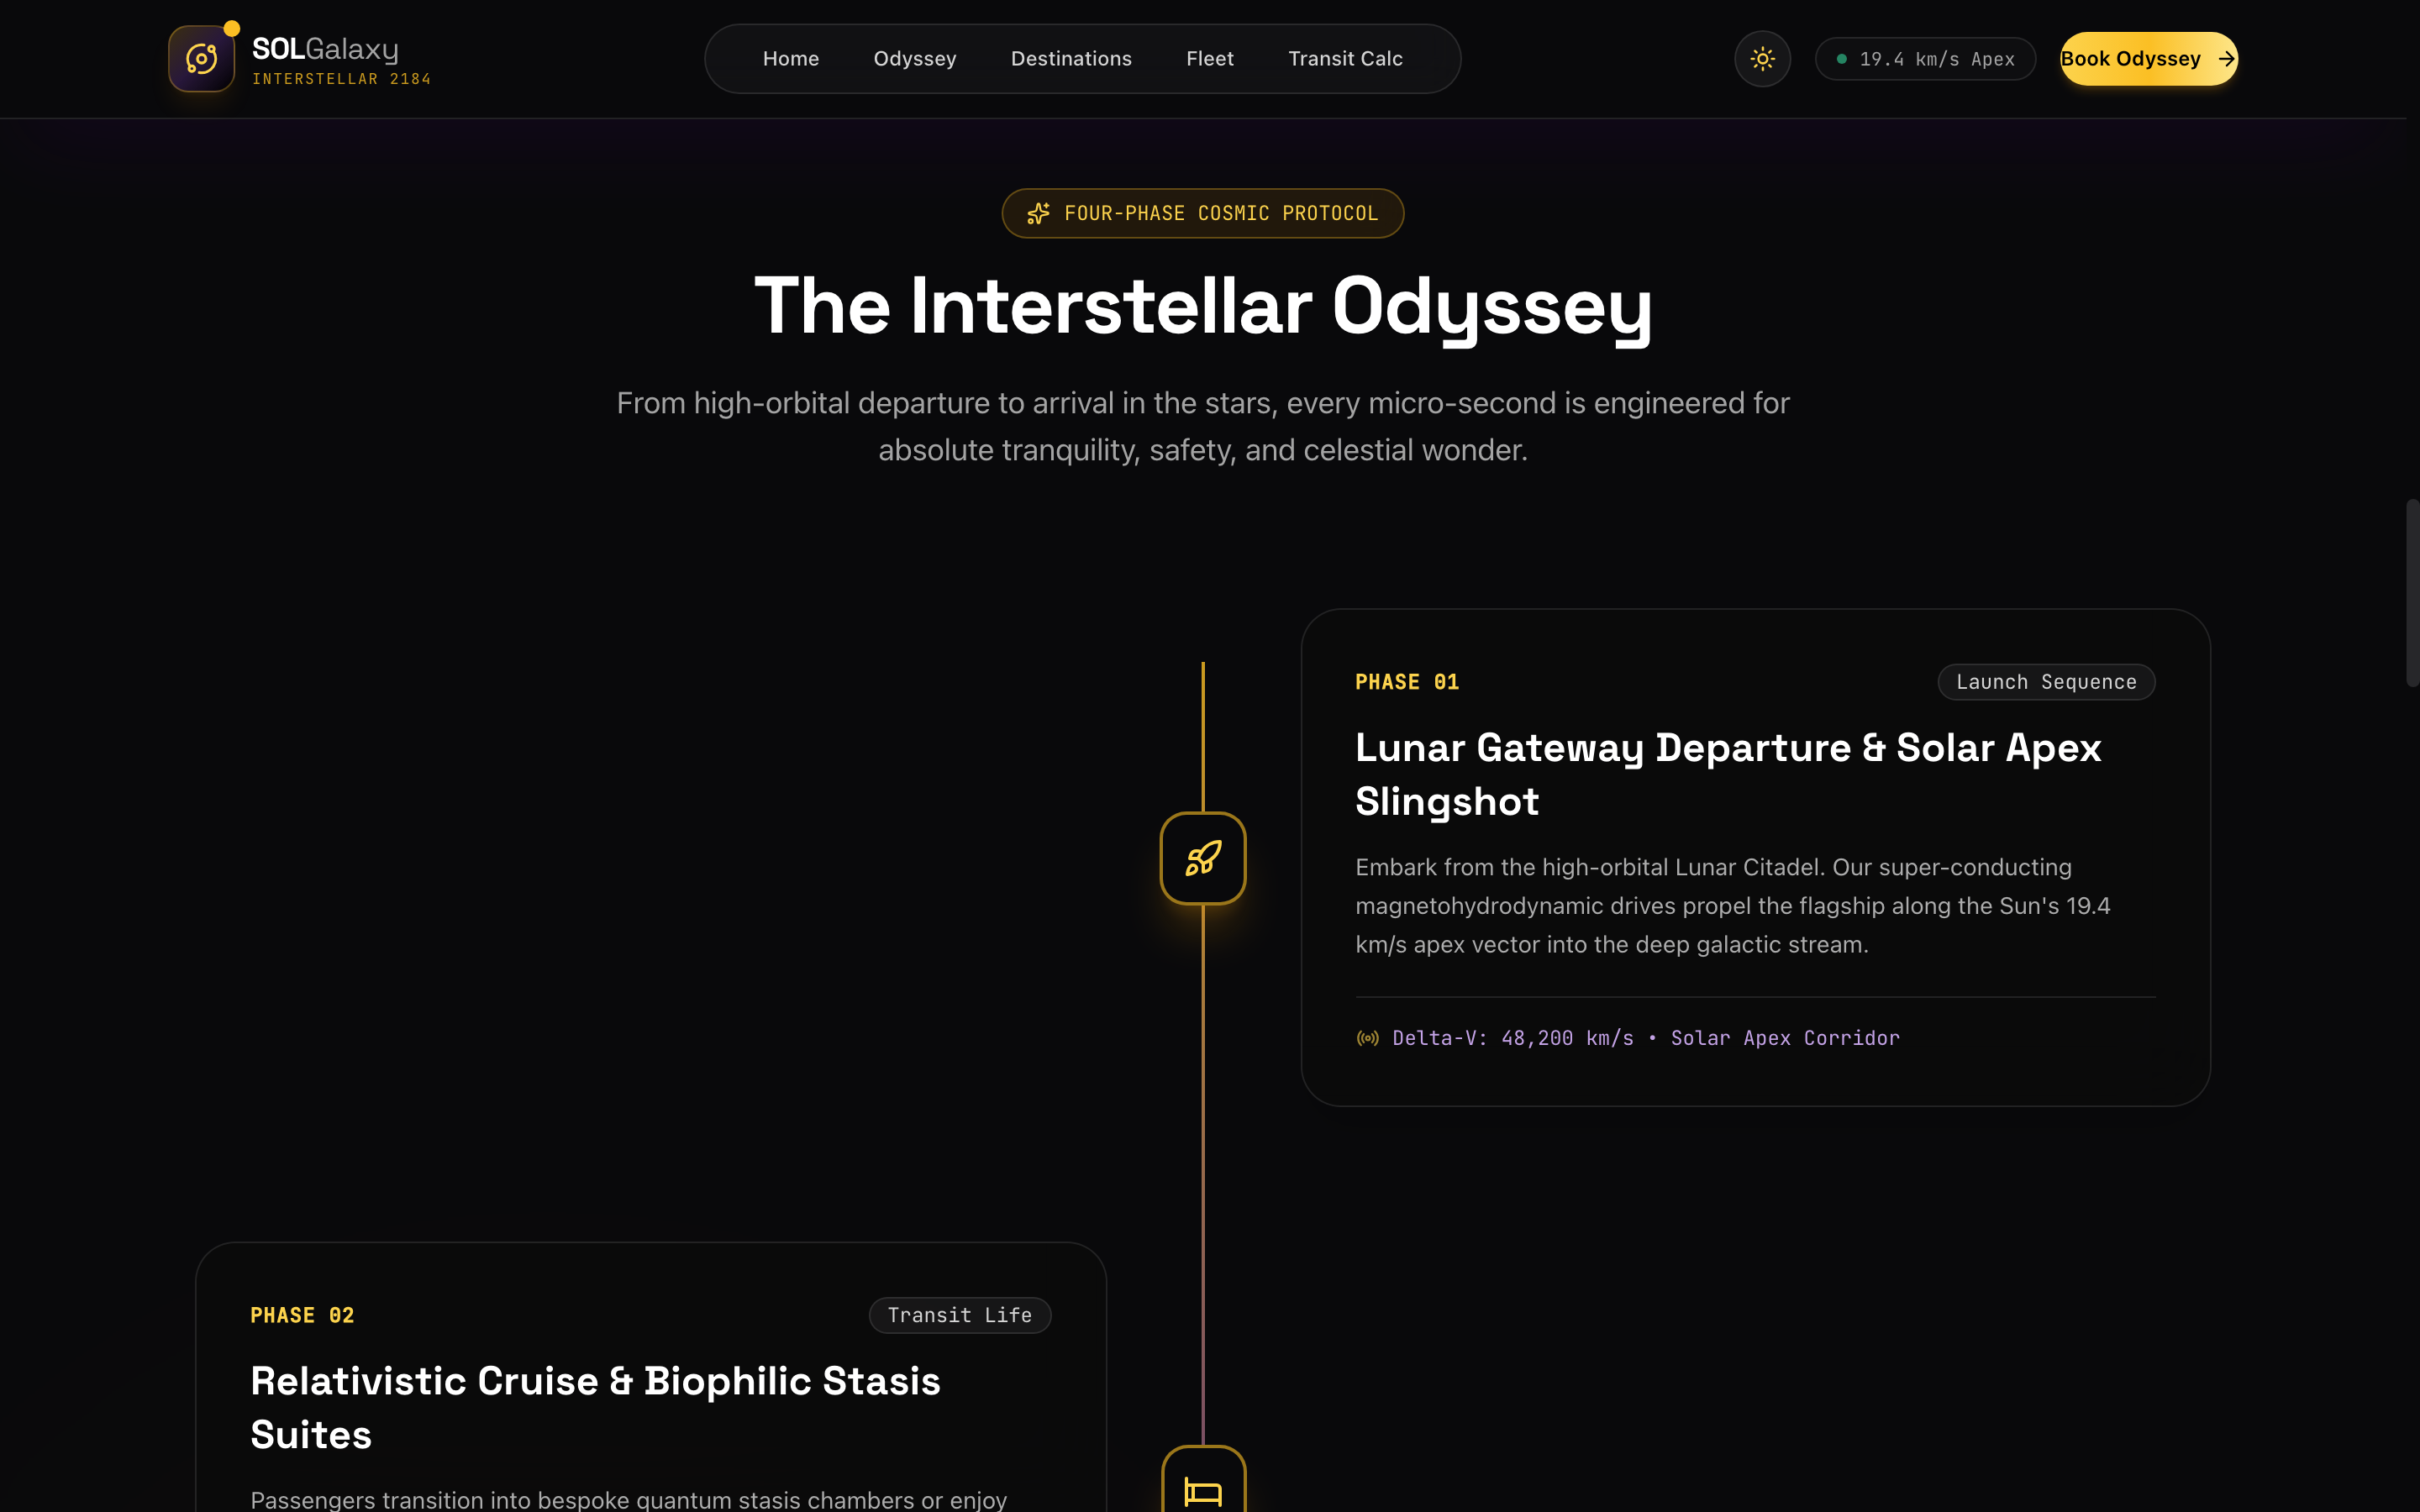 SOLGalaxy
INTERSTELLAR 2184
Home
Odyssey
Destinations
Fleet
Transit Calc
19.4 km/s Apex
Book Odyssey
FOUR-PHASE COSMIC PROTOCOL
The Interstellar Odyssey
From high-orbital departure to arrival in the stars, every micro-second is engineered for
absolute tranquility, safety, and celestial wonder.
PHASE 01
Launch Sequence
Lunar Gateway Departure & Solar Apex
Slingshot
Embark from the high-orbital Lunar Citadel. Our super-conducting
magnetohydrodynamic drives propel the flagship along the Sun's 19.4
km/s apex vector into the deep galactic stream.
Delta-V: 48,200 km/s • Solar Apex Corridor
PHASE 02
Transit Life
Relativistic Cruise & Biophilic Stasis
Suites
Passengers transition into bespoke quantum stasis chambers or enjoy